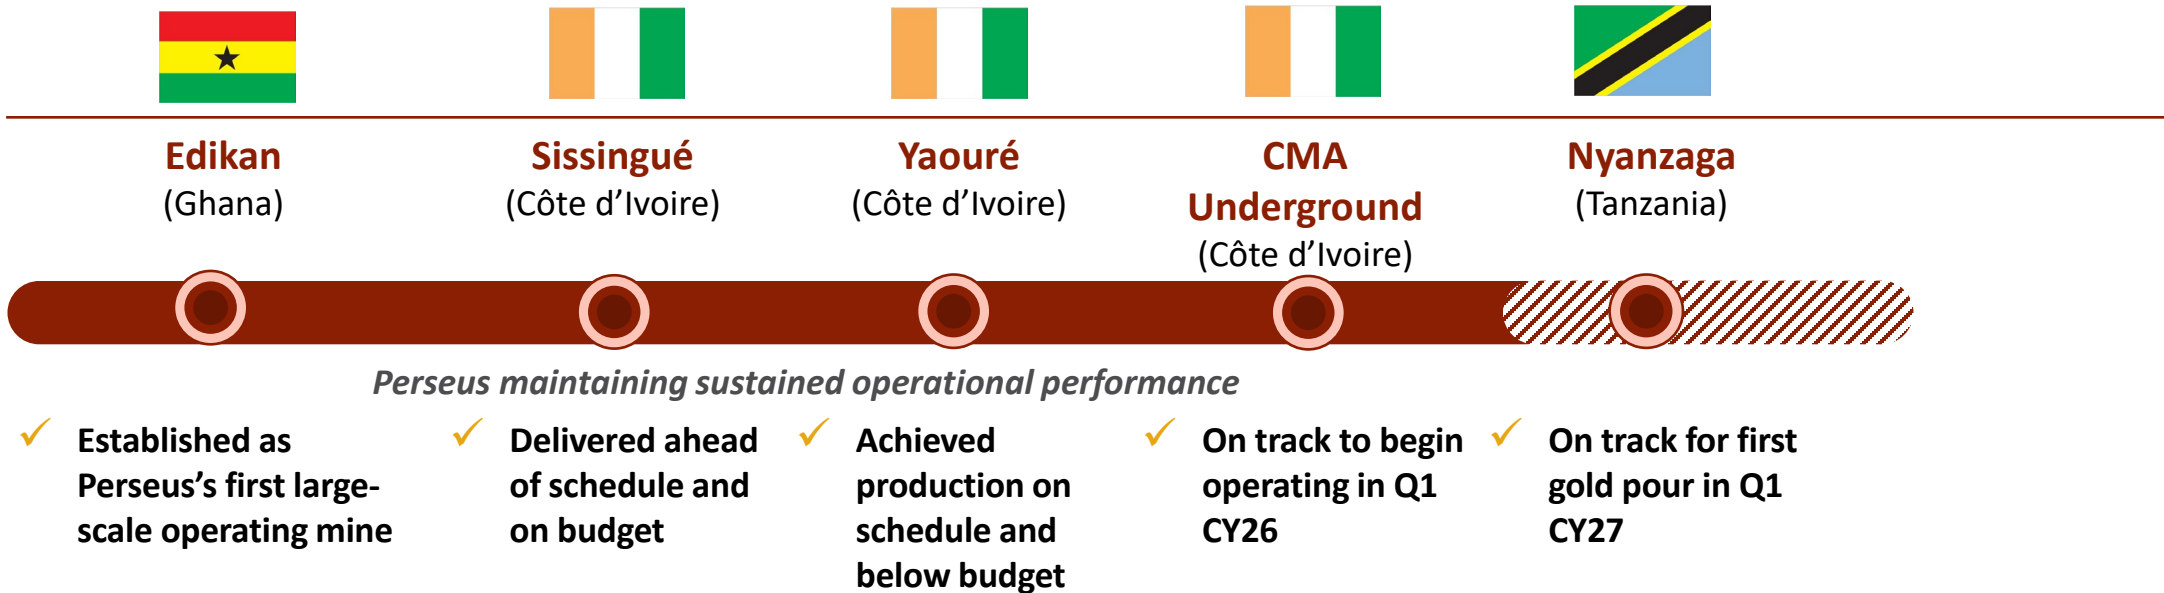 Edikan
(Ghana)
Sissingué
(Côte d’Ivoire)
Yaouré
(Côte d’Ivoire)
CMA
Underground
(Côte d’Ivoire)
Nyanzaga
(Tanzania)
Perseus maintaining sustained operational performance
✓ Established as
Perseus’s first large-
scale operating mine
✓ Delivered ahead
of schedule and
on budget
✓ Achieved
production on
schedule and
below budget
✓ On track to begin
operating in Q1
CY26
✓ On track for first
gold pour in Q1
CY27